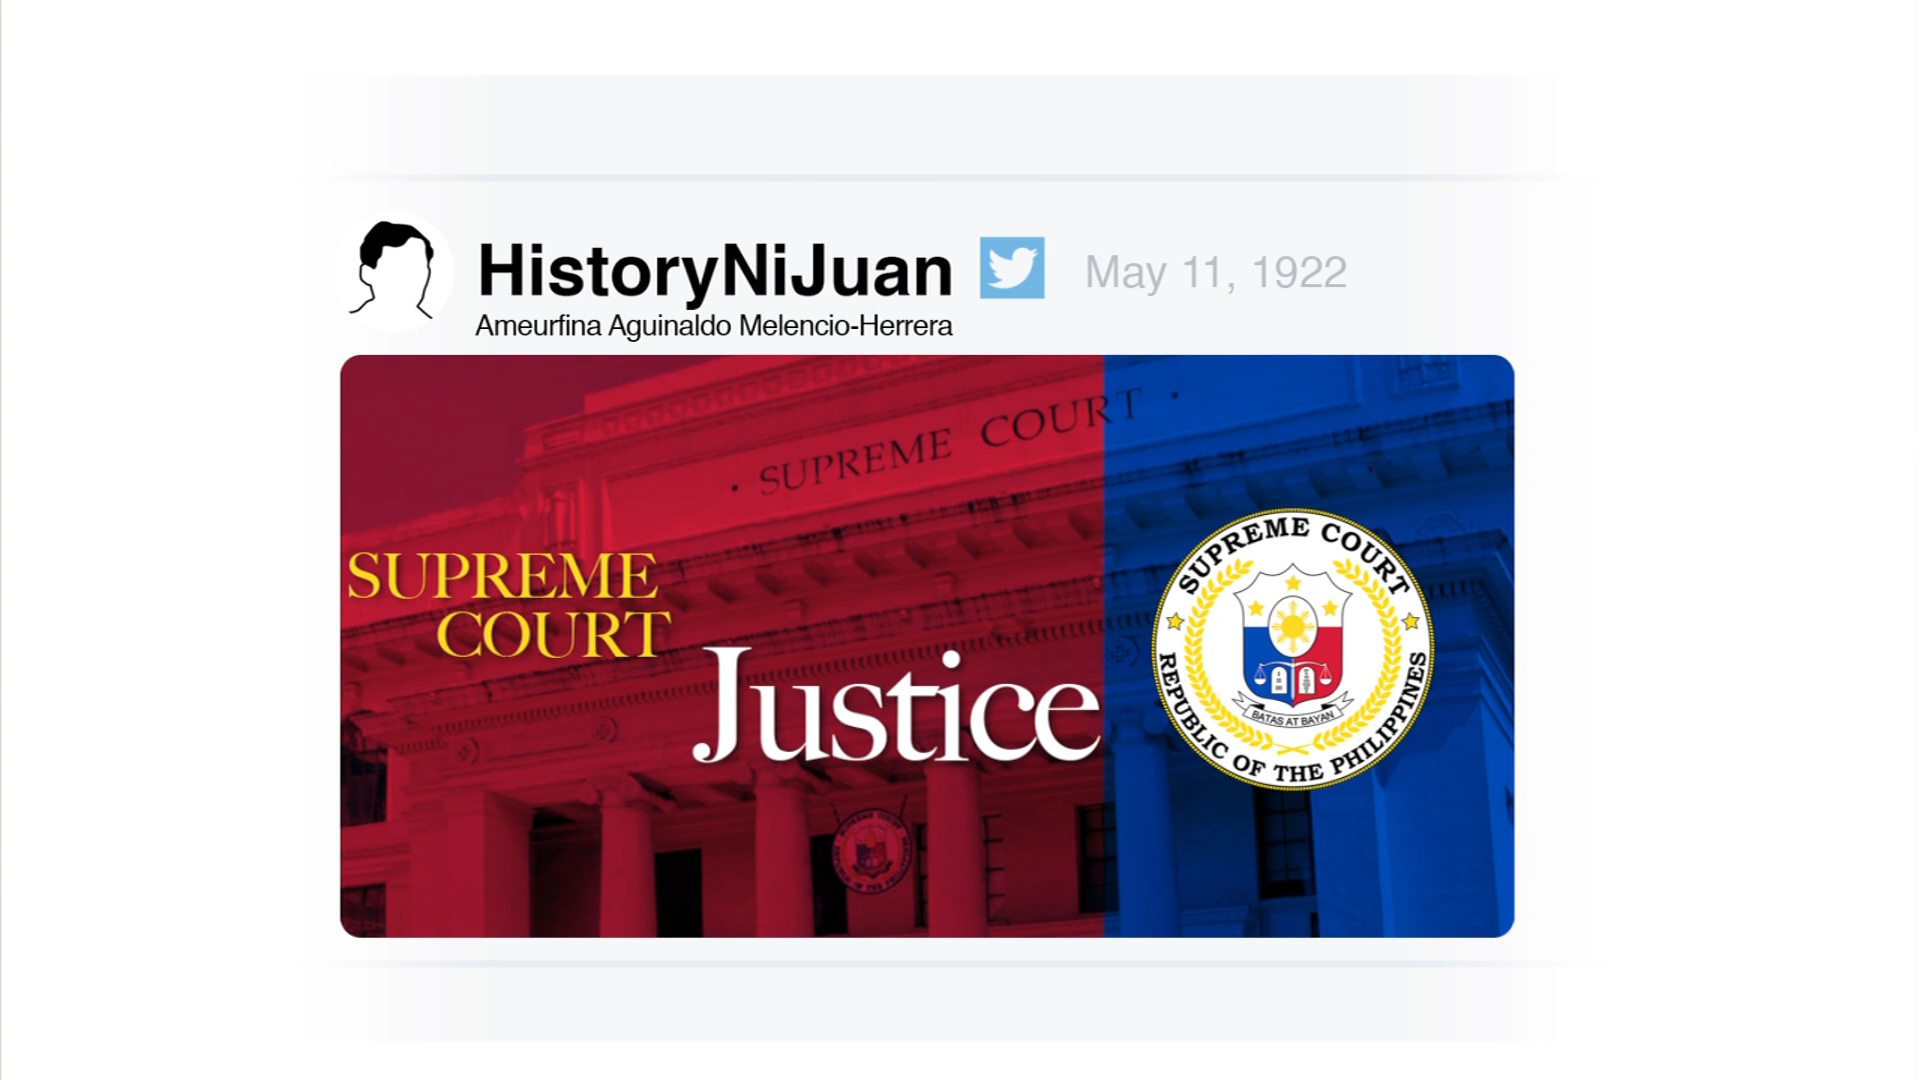 HistoryNiJuan May 11, 1922
Ameurfina Aguinaldo Melencio-Herrera
• SUPREME COURT •
SUPREME
COURT
Justice
SUPREME COURT
BATAS AT BAYAN
REPUBLIC OF THE PHILIPPINES